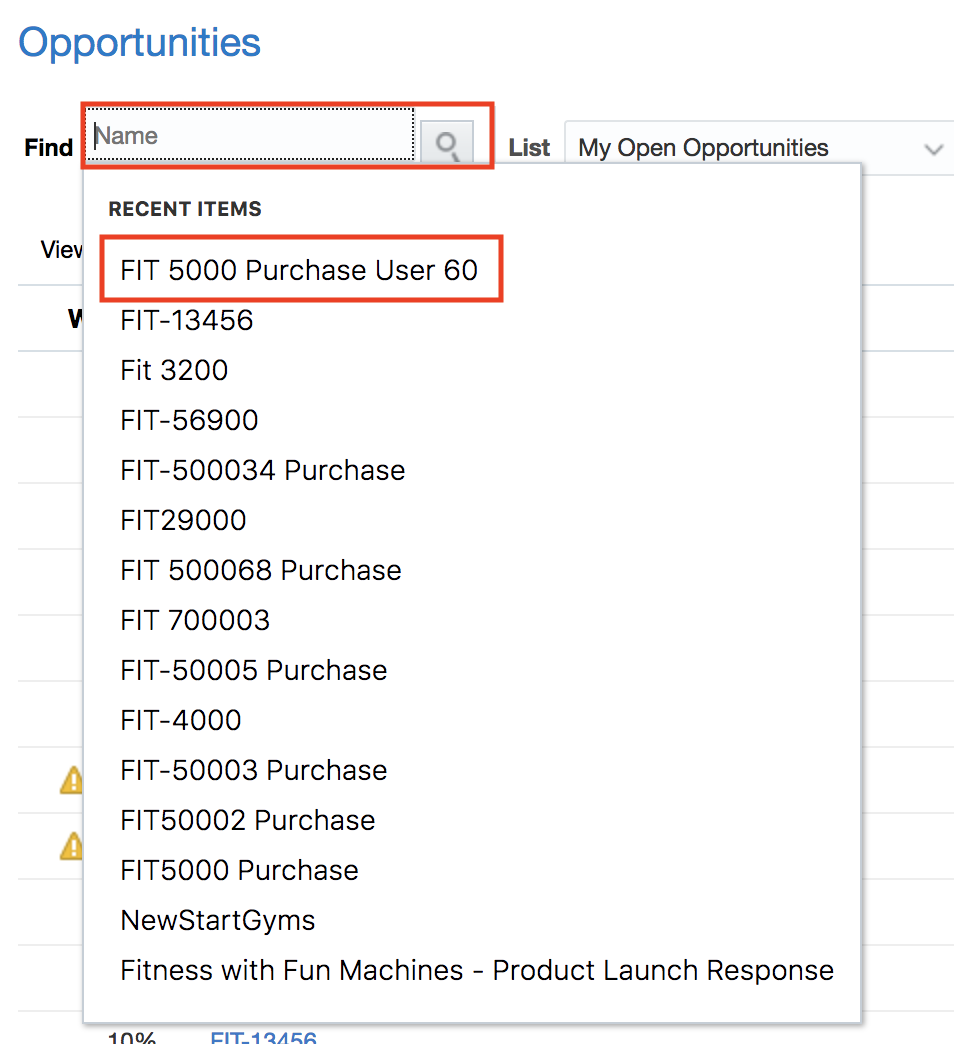 Opportunities
Find Name List My Open Opportunities
RECENT ITEMS
View
FIT 5000 Purchase User 60
FIT-13456
Fit 3200
FIT-56900
FIT-500034 Purchase
FIT29000
FIT 500068 Purchase
FIT 700003
FIT-50005 Purchase
FIT-4000
FIT-50003 Purchase
FIT50002 Purchase
FIT5000 Purchase
NewStartGyms
Fitness with Fun Machines - Product Launch Response
10% FIT-13456